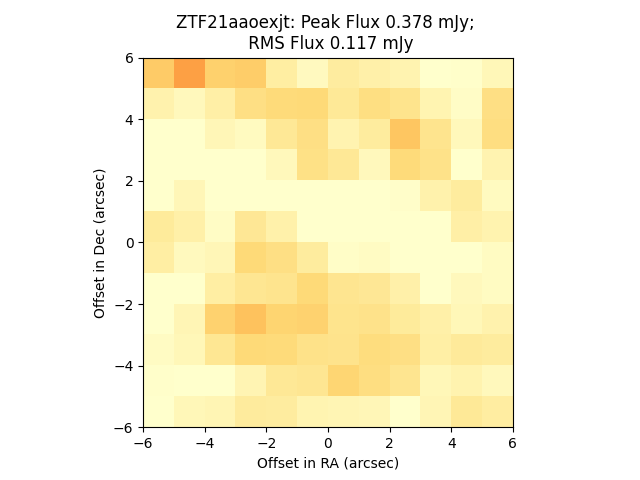 ZTF21aaoexjt: Peak Flux 0.378 mJy;
RMS Flux 0.117 mJy
6
4
2
0
−2
−4
−6
Offset in Dec (arcsec)
−6 −4 −2 0 2 4 6
Offset in RA (arcsec)